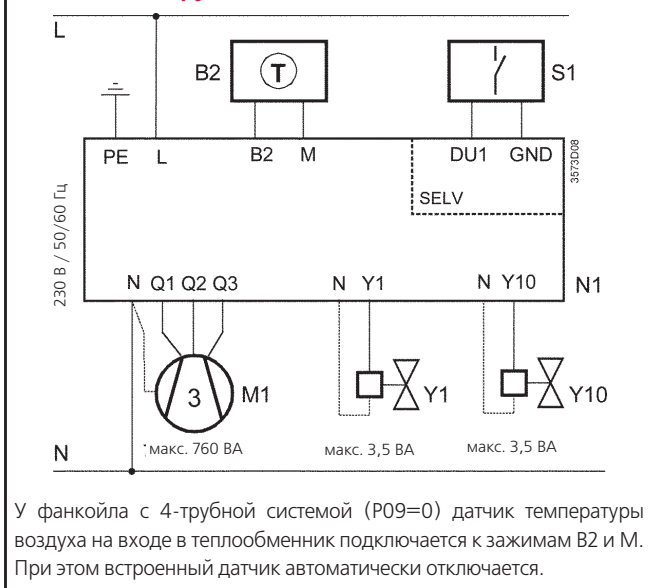 L
B2
T
S1
PE L B2 M DU1 GND
3573D08
SELV
230 В / 50/60 Гц
N Q1 Q2 Q3 N Y1 N Y10
N1
3
M1
Y1
Y10
макс. 760 ВА
макс. 3,5 ВА
макс. 3,5 ВА
N
У фанкойла с 4-трубной системой (P09=0) датчик температуры
воздуха на входе в теплообменник подключается к зажимам B2 и M.
При этом встроенный датчик автоматически отключается.